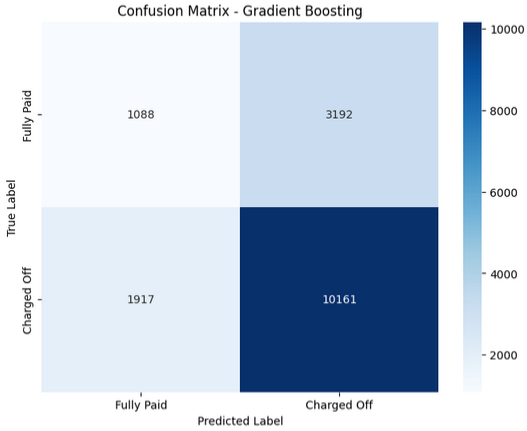 Confusion Matrix - Gradient Boosting
10000
8000
6000
4000
2000
True Label
Fully Paid
1088
3192
Charged Off
1917
10161
Fully Paid
Charged Off
Predicted Label